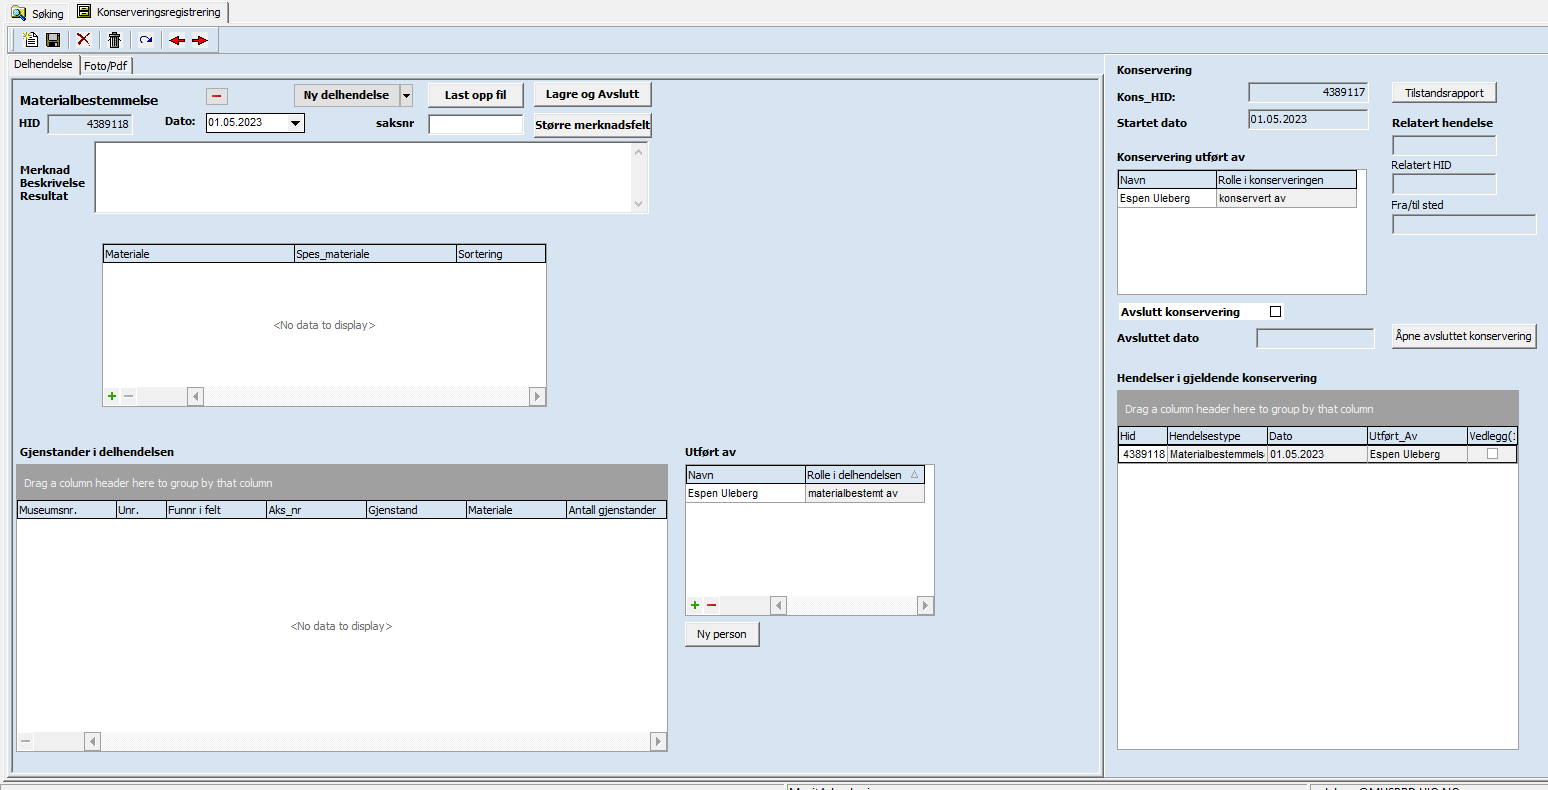 Søking
Konserveringsregistrering
Delhendelse
Foto/Pdf
Materialbestemmelse
Ny delhendelse
Last opp fil
Lagre og Avslutt
HID
4389118
Dato:
01.05.2023
saksnr
Større merknadsfelt
Merknad
Beskrivelse
Resultat
Materiale
Spes_materiale
Sortering
<No data to display>
Gjenstander i delhendelsen
Drag a column header here to group by that column
Museumsnr.
Unr.
Funnr i felt
Aks_nr
Gjenstand
Materiale
Antall gjenstander
<No data to display>
Utført av
Navn
Rolle i delhendelsen
Espen Uleberg
materialbestemt av
Ny person
Konservering
Kons_HID:
4389117
Tilstandsrapport
Startet dato
01.05.2023
Relatert hendelse
Konservering utført av
Relatert HID
Navn
Rolle i konserveringen
Espen Uleberg
konservert av
Fra/til sted
Avslutt konservering
Avsluttet dato
Åpne avsluttet konservering
Hendelser i gjeldende konservering
Drag a column header here to group by that column
Hid
Hendelsestype
Dato
Utført_Av
Vedlegg(
4389118
Materialbestemmels
01.05.2023
Espen Uleberg